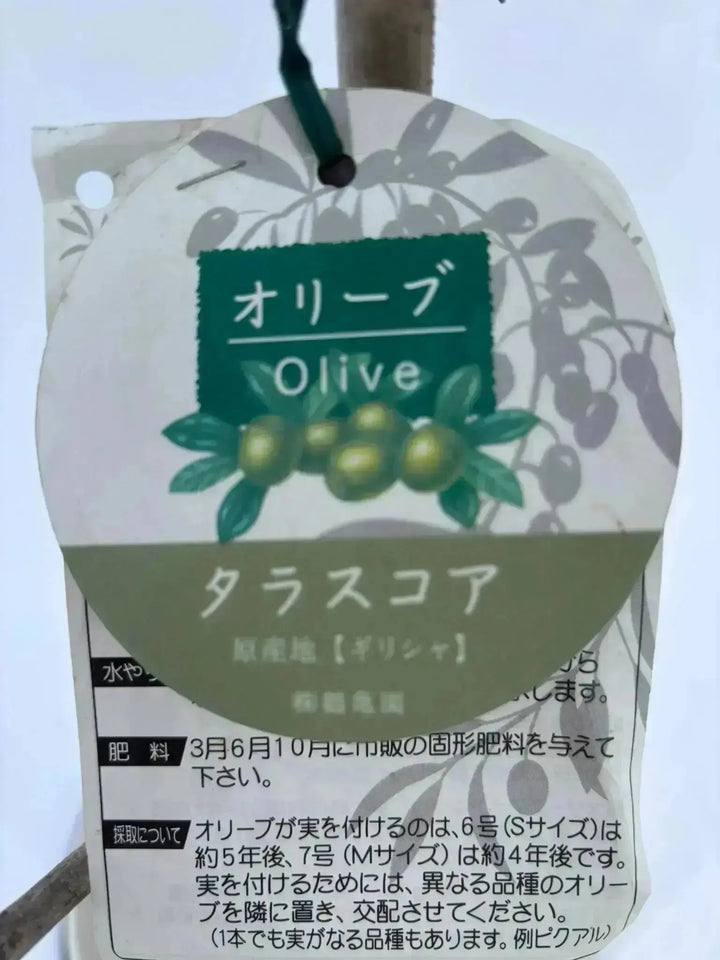 オリーブ
Olive
タラスコア
原産地【ギリシャ】
㈱鶴亀園
水や
から
します。
肥料 3月6月10月に市販の固形肥料を与えて
下さい。
採取について オリーブが実を付けるのは、6号(Sサイズ)は
約5年後、7号(Mサイズ)は約4年後です。
実を付けるためには、異なる品種のオリー
ブを隣に置き、交配させてください。
(1本でも実がなる品種もあります。例ピクアル)